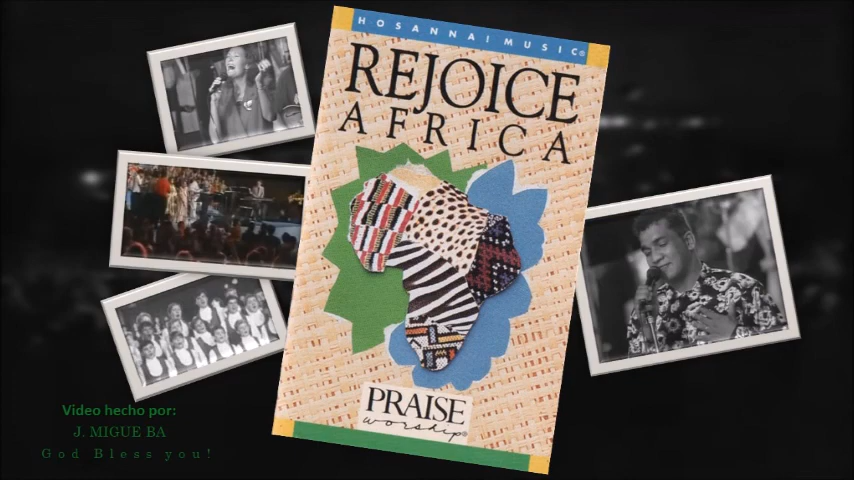 HOSANNA! MUSIC®
REJOICE
AFRICA
PRAISE
worship®
Video hecho por:
J. MIGUE BA
God Bless you!